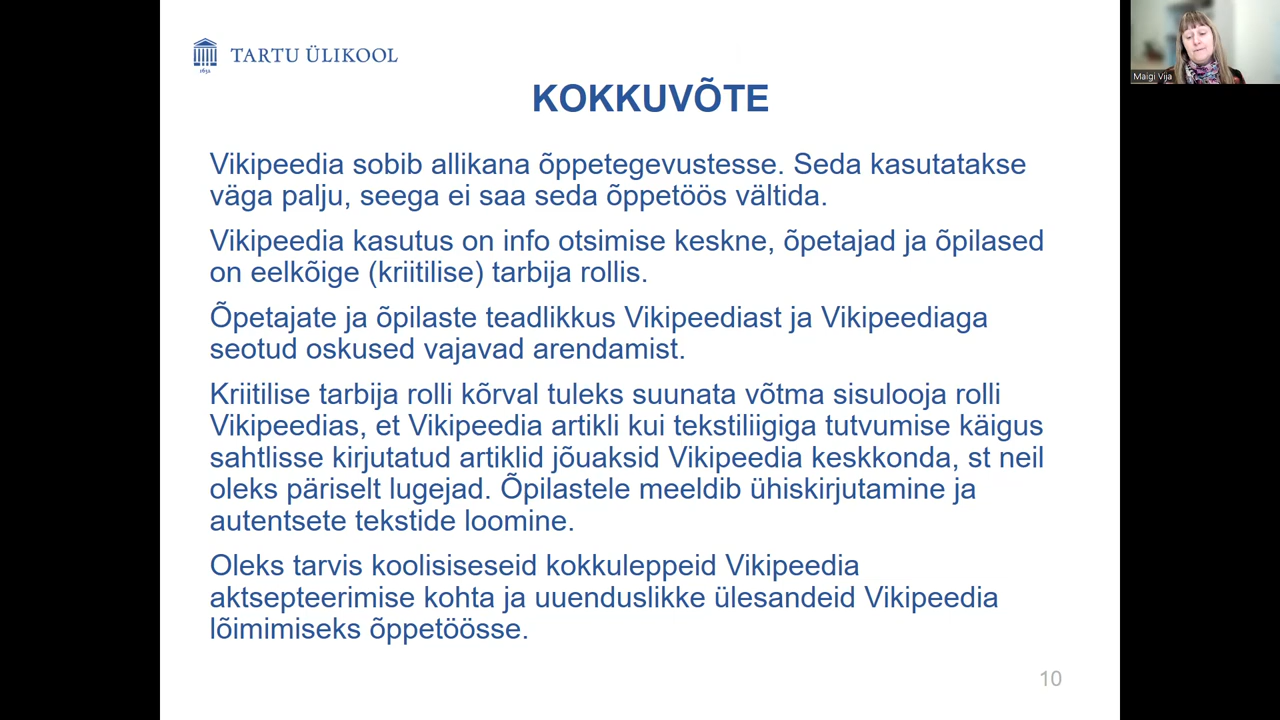 TARTU ÜLIKOOL
1632
KOKKUVÕTE
Vikipeedia sobib allikana õppetegevustesse. Seda kasutatakse
väga palju, seega ei saa seda õppetöös vältida.
Vikipeedia kasutus on info otsimise keskne, õpetajad ja õpilased
on eelkõige (kriitilise) tarbija rollis.
Õpetajate ja õpilaste teadlikkus Vikipeediast ja Vikipeediaga
seotud oskused vajavad arendamist.
Kriitilise tarbija rolli kõrval tuleks suunata võtma sisulooja rolli
Vikipeedias, et Vikipeedia artikli kui tekstiliigiga tutvumise käigus
sahtlisse kirjutatud artiklid jõuaksid Vikipeedia keskkonda, st neil
oleks päriselt lugejad. Õpilastele meeldib ühiskirjutamine ja
autentsete tekstide loomine.
Oleks tarvis koolisiseseid kokkuleppeid Vikipeedia
aktsepteerimise kohta ja uuenduslikke ülesandeid Vikipeedia
lõimimiseks õppetöösse.
10
Maigi Vija